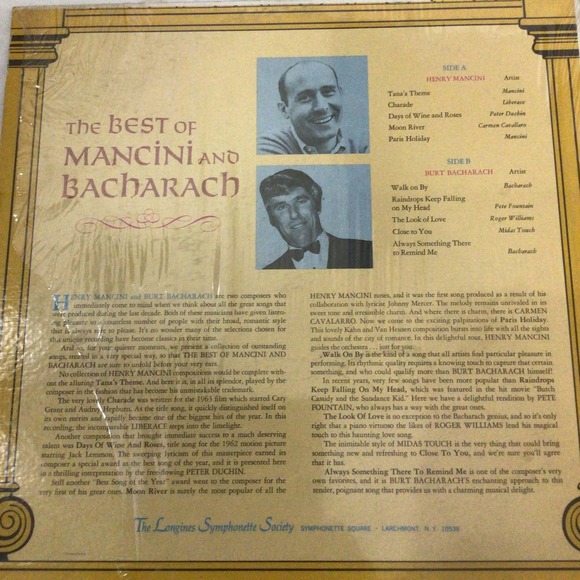 THE BEST OF
MANCINI AND
BACHARACH
SIDE A
HENRY MANCINI Artist
Tana's Theme Mancini
Charade Liberace
Days of Wine and Roses Peter Duchin
Moon River Carmen Cavallaro
Paris Holiday Mancini
SIDE B
BURT BACHARACH Artist
Walk on By Bacharach
Raindrops Keep Falling
on My Head Pete Fountain
The Look of Love Roger Williams
Close to You Midas Touch
Always Something There
to Remind Me Bacharach
HENRY MANCINI and BURT BACHARACH are two composers who
immediately come to mind when we think about all the great songs that
were produced during the last decade. Both of these musicians have given listen-
ing pleasure to a countless number of people with their broad, romantic style
that is always sure to please. It's no wonder many of the selections chosen for
this unique recording have become classics in their time.
And so, for your quieter moments, we present a collection of outstanding
songs, treated in a very special way, so that THE BEST OF MANCINI AND
BACHARACH are sure to unfold before your very ears.
No collection of HENRY MANCINI compositions would be complete with-
out the alluring Tana's Theme. And here it is, in all its splendor, played by the
composer in the fashion that has become his unmistakable trademark.
The very lovely Charade was written for the 1963 film which starred Cary
Grant and Audrey Hepburn. As the title song, it quickly distinguished itself on
its own merits and rapidly became one of the biggest hits of the year. In this
recording, the incomparable LIBERACE steps into the limelight.
Another composition that brought immediate success to a much deserving
talent was Days Of Wine And Roses, title song for the 1962 motion picture
starring Jack Lemmon. The sweeping lyricism of this masterpiece earned its
composer a special award as the best song of the year, and it is presented here
in a thrilling interpretation by the free-flowing PETER DUCHIN.
Still another "Best Song of the Year" award went to the composer for the
very first of his great ones. Moon River is surely the most popular of all the
HENRY MANCINI tunes, and it was the first song produced as a result of his
collaboration with lyricist Johnny Mercer. The melody remains unrivaled in its
sweet tone and irresistible charm. And where there is charm, there is CARMEN
CAVALARRO. Now we come to the exciting palpitations of Paris Holiday.
This lovely Kahn and Van Heusen composition bursts into life with all the sights
and sounds of the city of romance. In this delightful tour, HENRY MANCINI
guides the orchestra . . . just for you . . .
Walk On By is the kind of a song that all artists find particular pleasure in
performing. Its rhythmic quality requires a knowing touch to capture that certain
something, and who could qualify more than BURT BACHARACH himself!
In recent years, very few songs have been more popular than Raindrops
Keep Falling On My Head, which was featured in the hit movie "Butch
Cassidy and the Sundance Kid." Here we have a delightful rendition by PETE
FOUNTAIN, who always has a way with the great ones.
The Look Of Love is no exception to the Bacharach genius, and so it's only
right that a piano virtuoso the likes of ROGER WILLIAMS lend his magical
touch to this haunting love song.
The inimitable style of MIDAS TOUCH is the very thing that could bring
something new and refreshing to Close To You, and we're sure you'll agree
that it has.
Always Something There To Remind Me is one of the composer's very
own favorites, and it is BURT BACHARACH'S enchanting approach to this
tender, poignant song that provides us with a charming musical delight.
The Longines Symphonette Society SYMPHONETTE SQUARE · LARCHMONT, N. Y. 10538